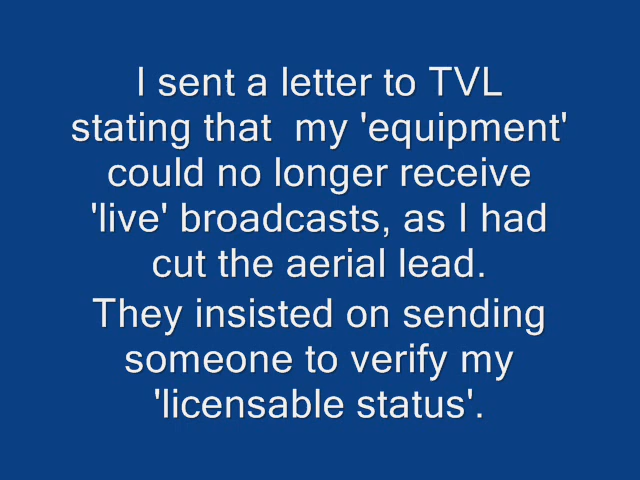 I sent a letter to TVL
stating that  my 'equipment'
could no longer receive
'live' broadcasts, as I had
cut the aerial lead.
They insisted on sending
someone to verify my
'licensable status'.